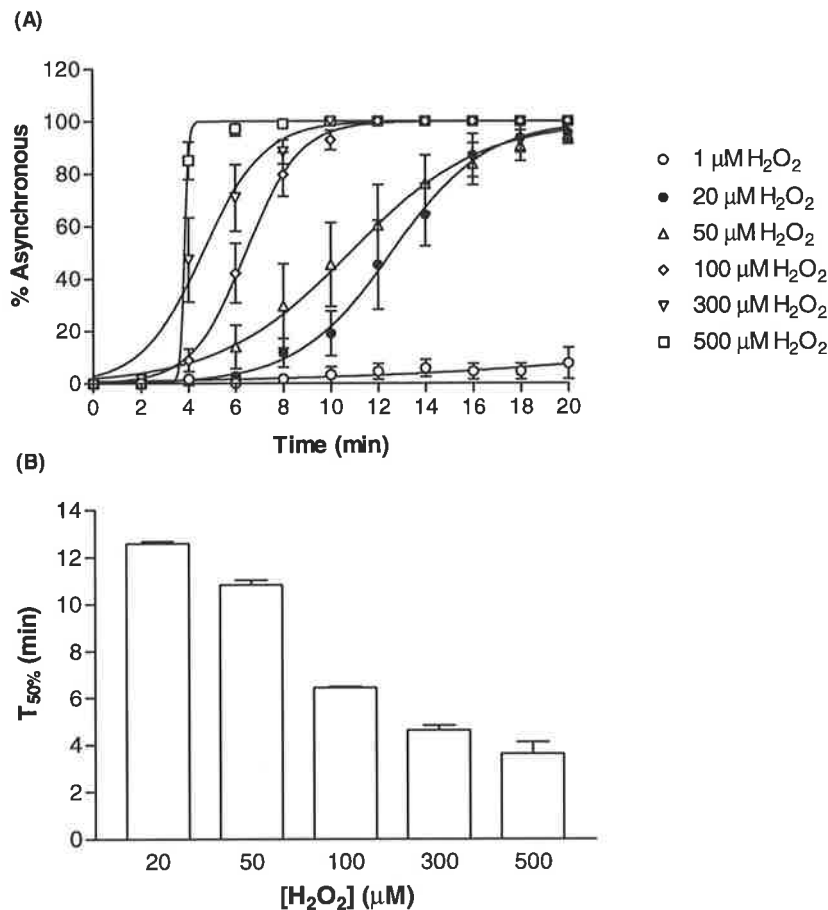 (A)
120
100
80
60
40
20
0
% Asynchronous
0 2 4 6 8 10 12 14 16 18 20
Time (min)
1 µM H₂O₂
20 µM H₂O₂
50 µM H₂O₂
100 µM H₂O₂
300 µM H₂O₂
500 µM H₂O₂
(B)
14
12
10
8
6
4
2
0
T50% (min)
20 50 100 300 500
[H₂O₂] (µM)